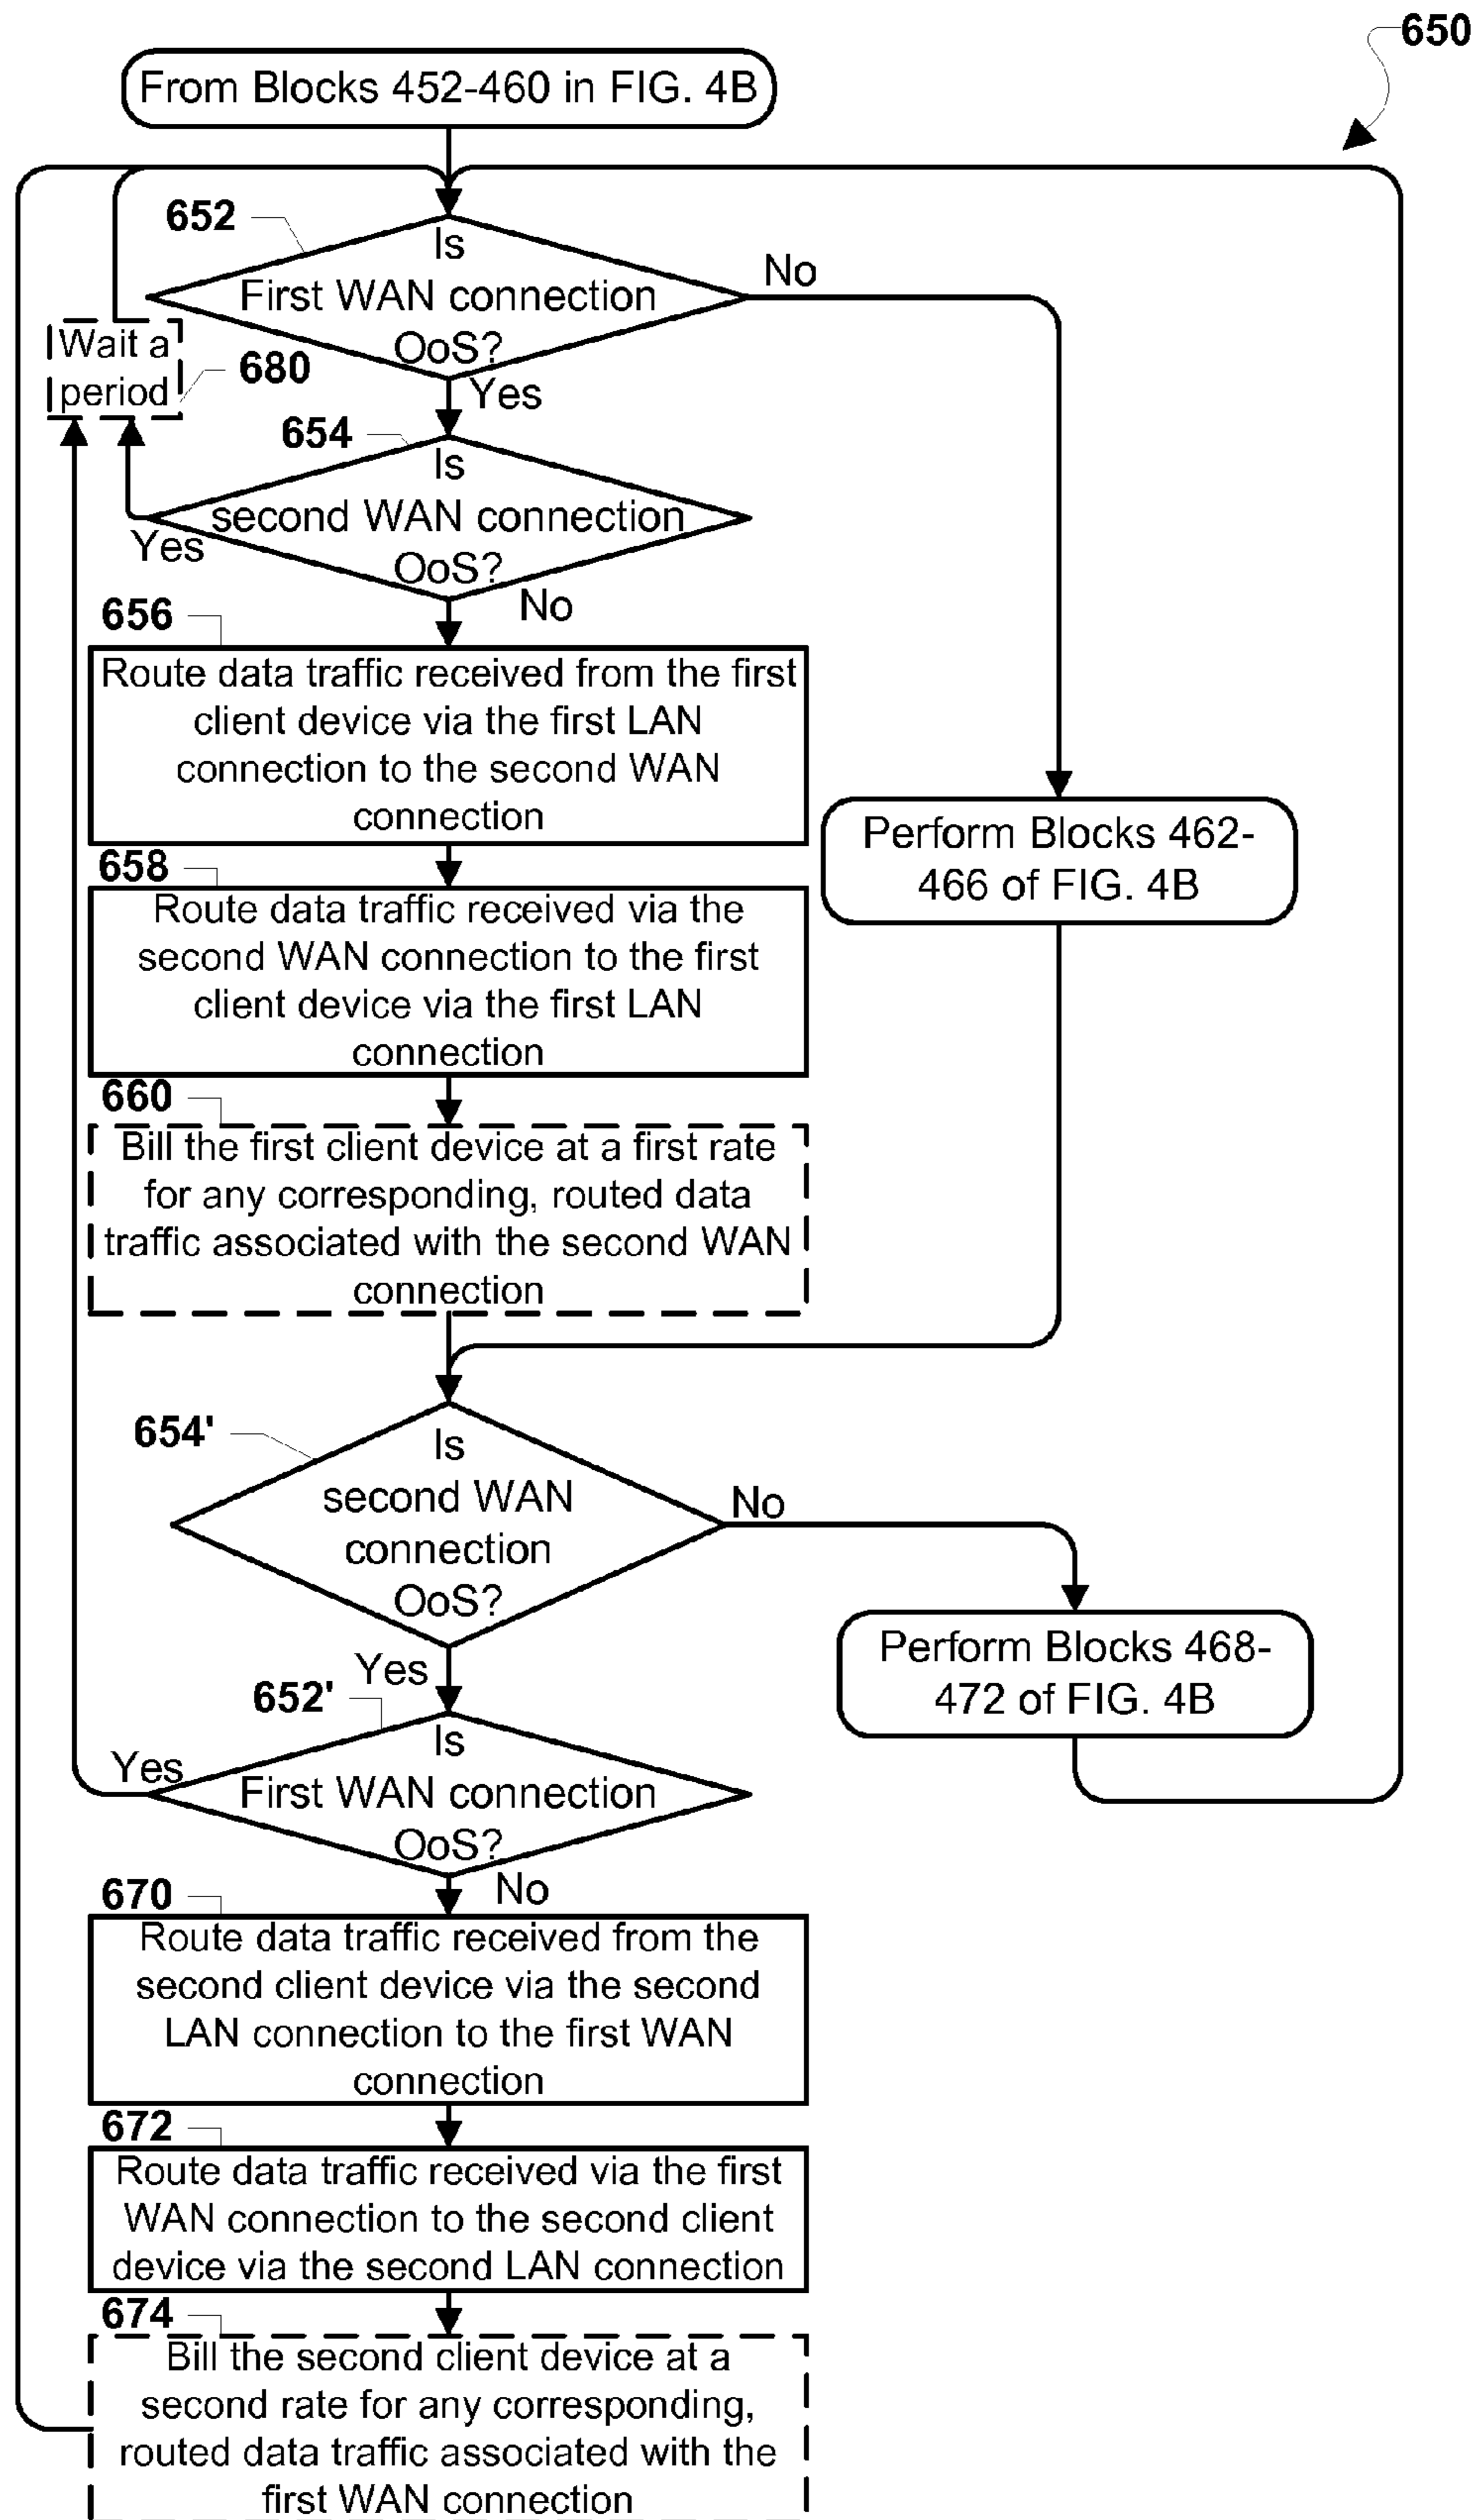 650
From Blocks 452-460 in FIG. 4B
652
Is
First WAN connection
OoS?
No
Yes
Wait a
period
680
654
Is
second WAN connection
OoS?
Yes
No
656
Route data traffic received from the first
client device via the first LAN
connection to the second WAN
connection
Perform Blocks 462-
466 of FIG. 4B
658
Route data traffic received via the
second WAN connection to the first
client device via the first LAN
connection
660
Bill the first client device at a first rate
for any corresponding, routed data
traffic associated with the second WAN
connection
654'
Is
second WAN
connection
OoS?
No
Yes
Perform Blocks 468-
472 of FIG. 4B
652'
Is
First WAN connection
OoS?
Yes
No
670
Route data traffic received from the
second client device via the second
LAN connection to the first WAN
connection
672
Route data traffic received via the first
WAN connection to the second client
device via the second LAN connection
674
Bill the second client device at a
second rate for any corresponding,
routed data traffic associated with the
first WAN connection